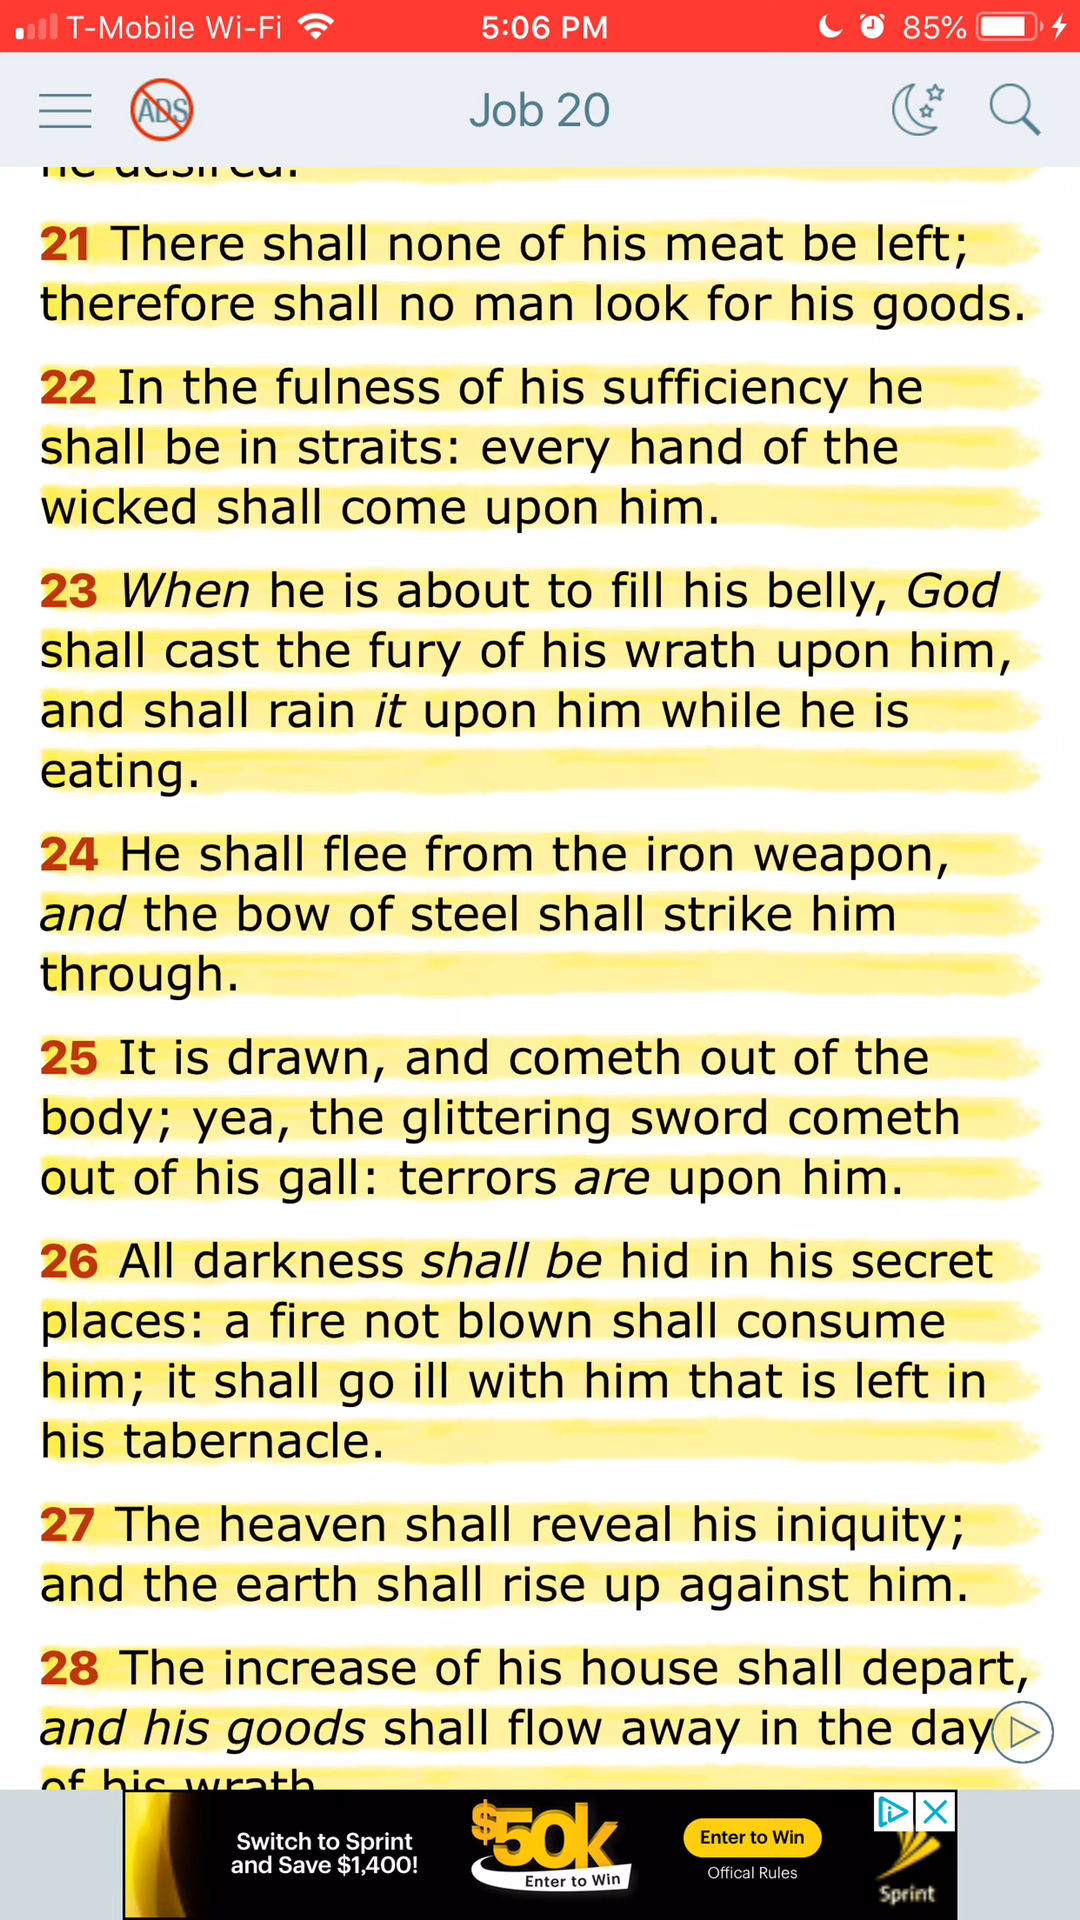 T-Mobile Wi-Fi 5:06 PM 85%
ADS Job 20
he desired.
21 There shall none of his meat be left;
therefore shall no man look for his goods.
22 In the fulness of his sufficiency he
shall be in straits: every hand of the
wicked shall come upon him.
23 When he is about to fill his belly, God
shall cast the fury of his wrath upon him,
and shall rain it upon him while he is
eating.
24 He shall flee from the iron weapon,
and the bow of steel shall strike him
through.
25 It is drawn, and cometh out of the
body; yea, the glittering sword cometh
out of his gall: terrors are upon him.
26 All darkness shall be hid in his secret
places: a fire not blown shall consume
him; it shall go ill with him that is left in
his tabernacle.
27 The heaven shall reveal his iniquity;
and the earth shall rise up against him.
28 The increase of his house shall depart,
and his goods shall flow away in the day
of his wrath
Switch to Sprint
and Save $1,400!
$50k
Enter to Win
Enter to Win
Offical Rules
Sprint